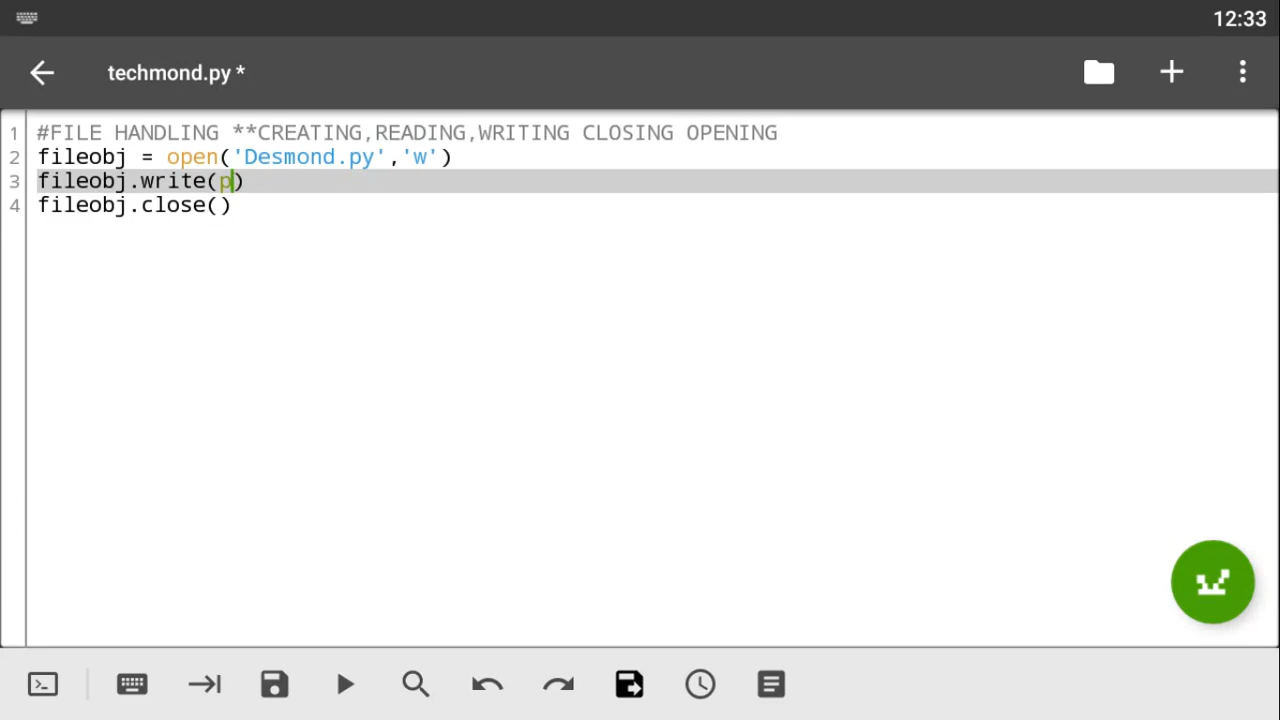 12:33
techmond.py *
1 #FILE HANDLING **CREATING,READING,WRITING CLOSING OPENING
2 fileobj = open('Desmond.py','w')
3 fileobj.write(p)
4 fileobj.close()